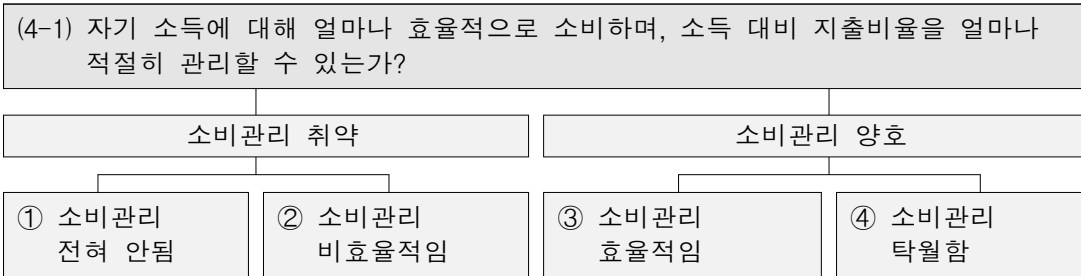 (4-1) 자기 소득에 대해 얼마나 효율적으로 소비하며, 소득 대비 지출비율을 얼마나
적절히 관리할 수 있는가?
소비관리 취약
소비관리 양호
① 소비관리
전혀 안됨
② 소비관리
비효율적임
③ 소비관리
효율적임
④ 소비관리
탁월함